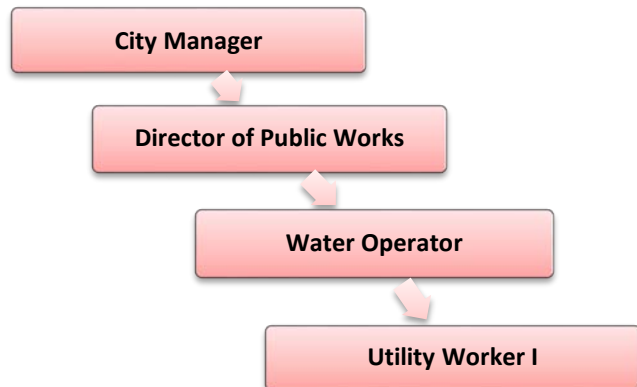 City Manager
Director of Public Works
Water Operator
Utility Worker I